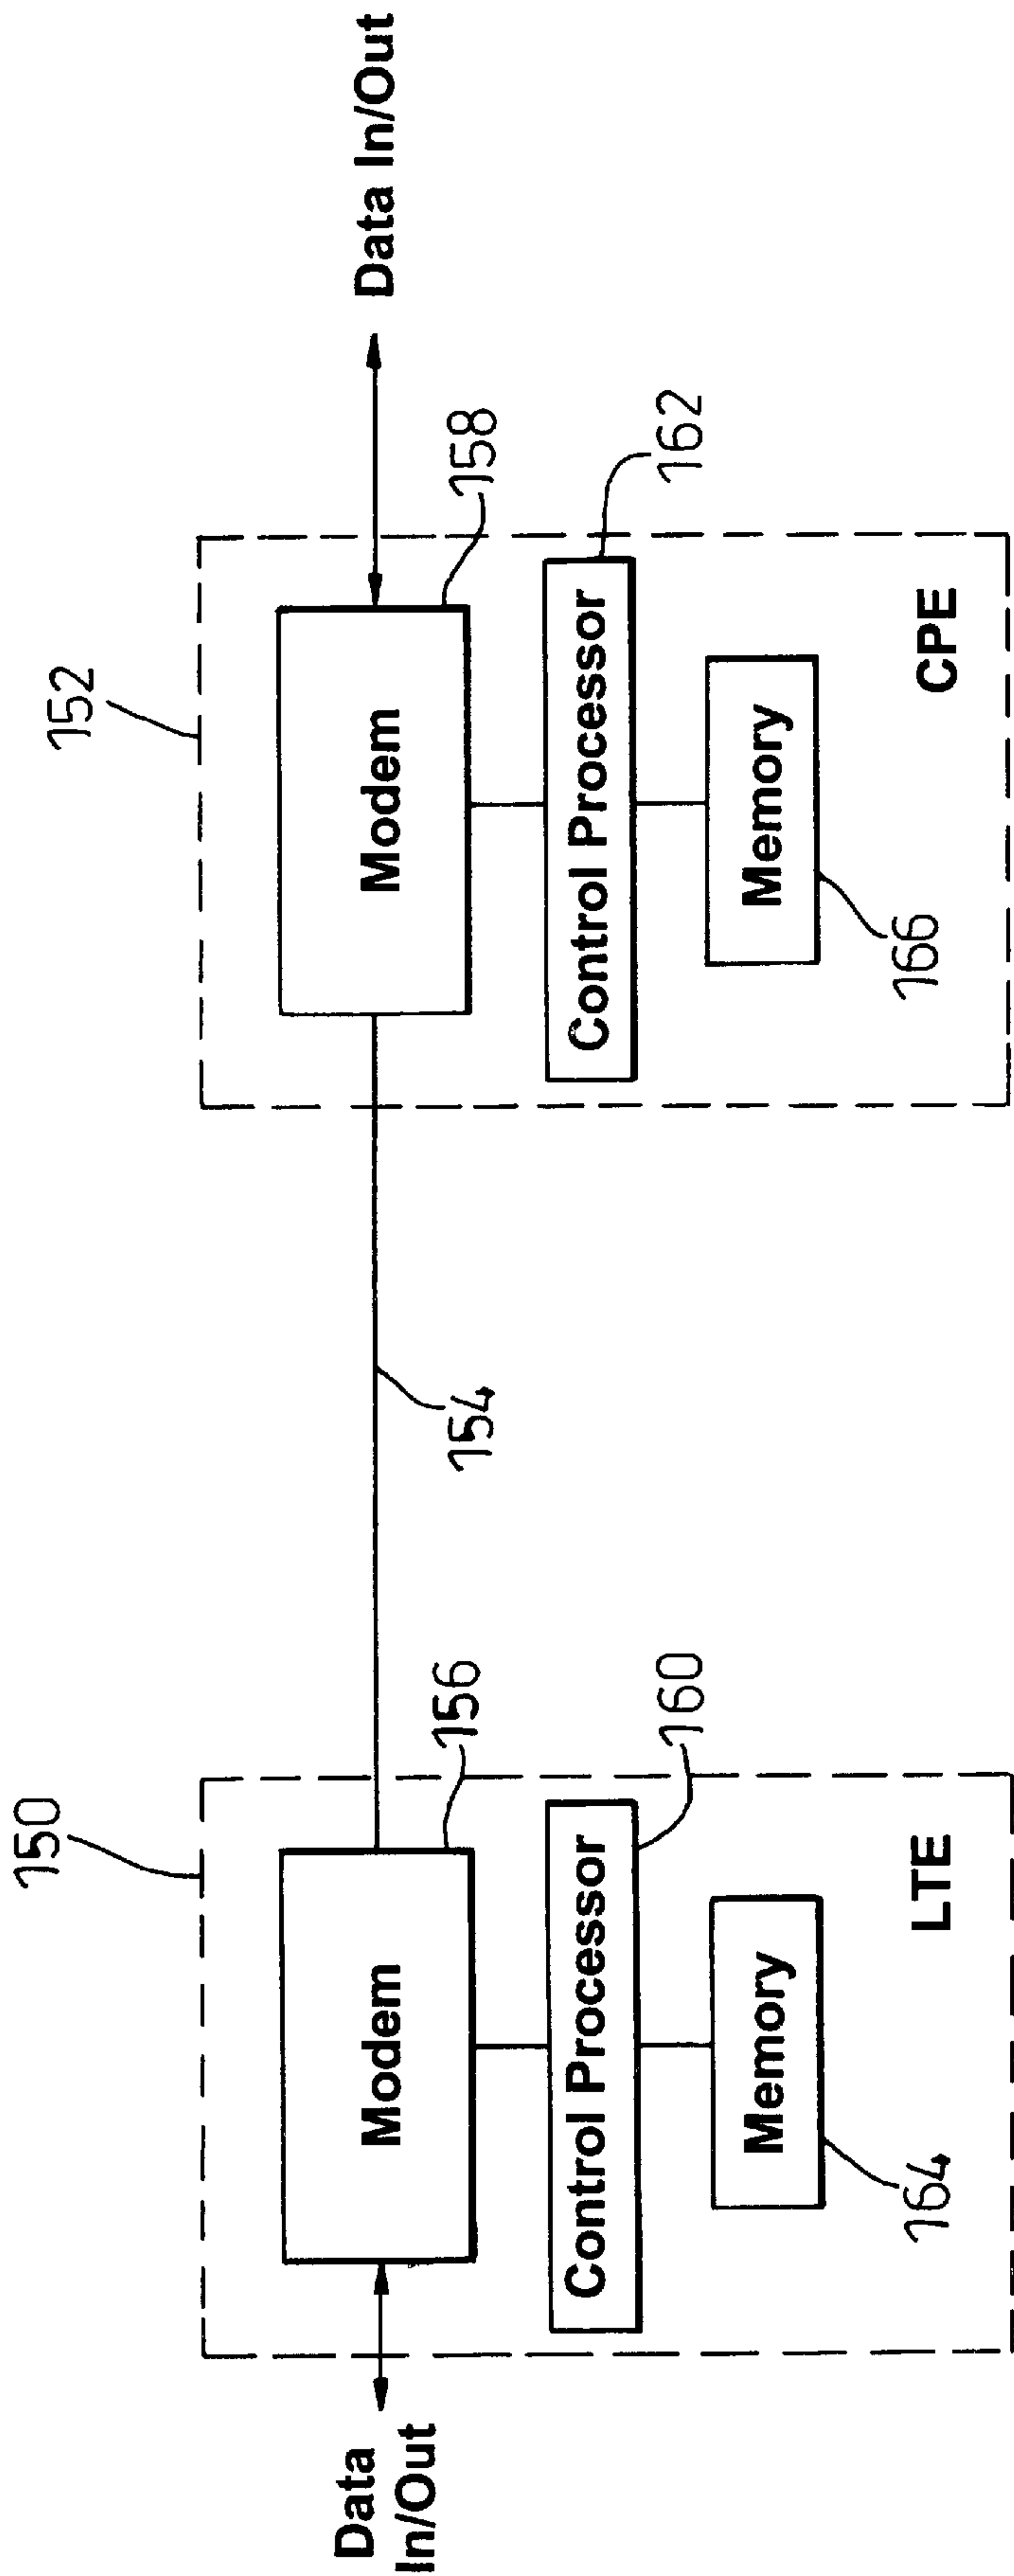 150
152
Data
In/Out
Modem
156
154
Modem
158
Data In/Out
Control Processor
160
Control Processor
162
Memory
164
Memory
166
LTE
CPE